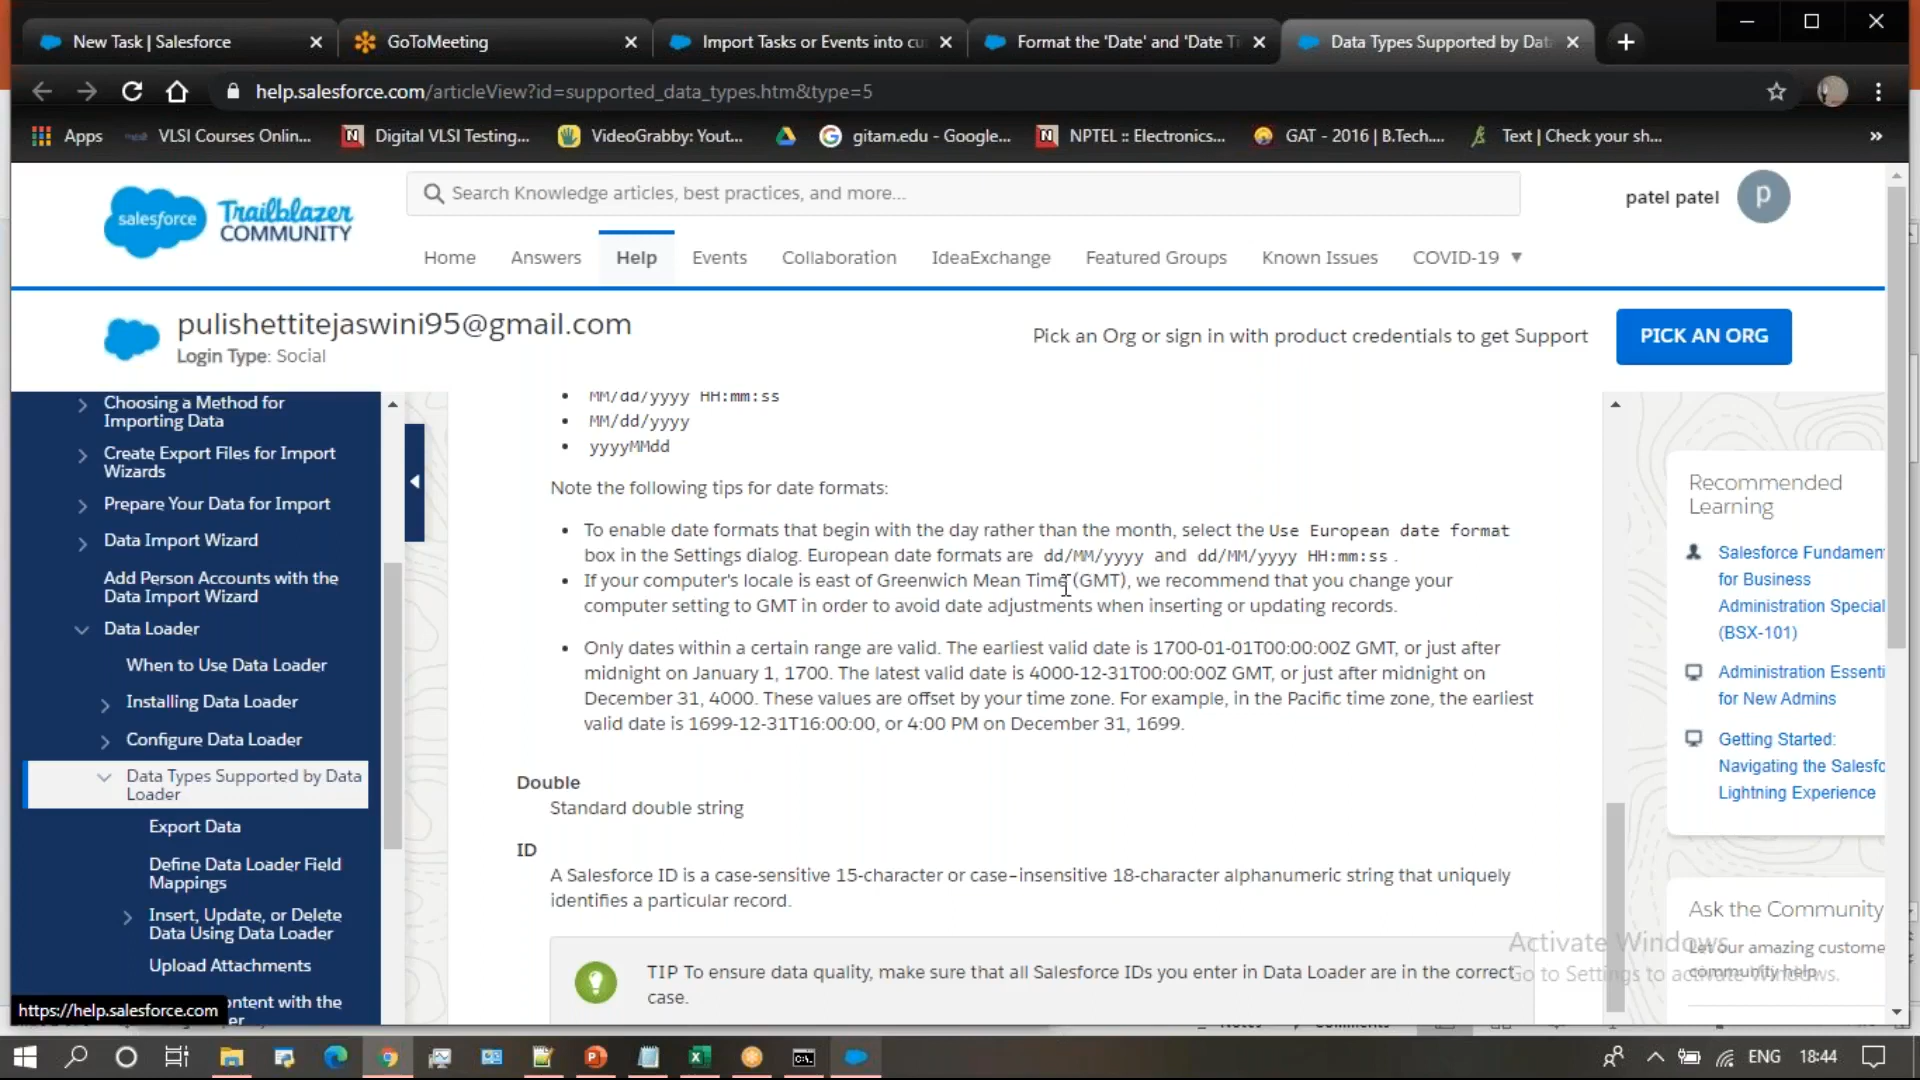 New Task | Salesforce
GoToMeeting
Import Tasks or Events into cu
Format the 'Date' and 'Date Ti
Data Types Supported by Dat
help.salesforce.com/articleView?id=supported_data_types.htm&type=5
Apps
VLSI Courses Onlin...
Digital VLSI Testing...
VideoGrabby: Yout...
gitam.edu - Google...
NPTEL :: Electronics...
GAT - 2016 | B.Tech....
Text | Check your sh...
»
salesforce
Trailblazer
COMMUNITY
Search Knowledge articles, best practices, and more...
patel patel
p
Home
Answers
Help
Events
Collaboration
IdeaExchange
Featured Groups
Known Issues
COVID-19
pulishettitejaswini95@gmail.com
Login Type: Social
Pick an Org or sign in with product credentials to get Support
PICK AN ORG
Choosing a Method for
Importing Data
Create Export Files for Import
Wizards
Prepare Your Data for Import
Data Import Wizard
Add Person Accounts with the
Data Import Wizard
Data Loader
When to Use Data Loader
Installing Data Loader
Configure Data Loader
Data Types Supported by Data
Loader
Export Data
Define Data Loader Field
Mappings
Insert, Update, or Delete
Data Using Data Loader
Upload Attachments
ontent with the
er
https://help.salesforce.com
• MM/dd/yyyy HH:mm:ss
• MM/dd/yyyy
• yyyyMMdd
Note the following tips for date formats:
• To enable date formats that begin with the day rather than the month, select the Use European date format
box in the Settings dialog. European date formats are dd/MM/yyyy and dd/MM/yyyy HH:mm:ss .
• If your computer's locale is east of Greenwich Mean Time (GMT), we recommend that you change your
computer setting to GMT in order to avoid date adjustments when inserting or updating records.
• Only dates within a certain range are valid. The earliest valid date is 1700-01-01T00:00:00Z GMT, or just after
midnight on January 1, 1700. The latest valid date is 4000-12-31T00:00:00Z GMT, or just after midnight on
December 31, 4000. These values are offset by your time zone. For example, in the Pacific time zone, the earliest
valid date is 1699-12-31T16:00:00, or 4:00 PM on December 31, 1699.
Double
Standard double string
ID
A Salesforce ID is a case-sensitive 15-character or case–insensitive 18-character alphanumeric string that uniquely
identifies a particular record.
TIP To ensure data quality, make sure that all Salesforce IDs you enter in Data Loader are in the correct
case.
Recommended
Learning
Salesforce Fundamen
for Business
Administration Special
(BSX-101)
Administration Essenti
for New Admins
Getting Started:
Navigating the Salesfo
Lightning Experience
Ask the Community
Let our amazing custome
community help.
Activate Windows
Go to Settings to activate Windows.
ENG
18:44